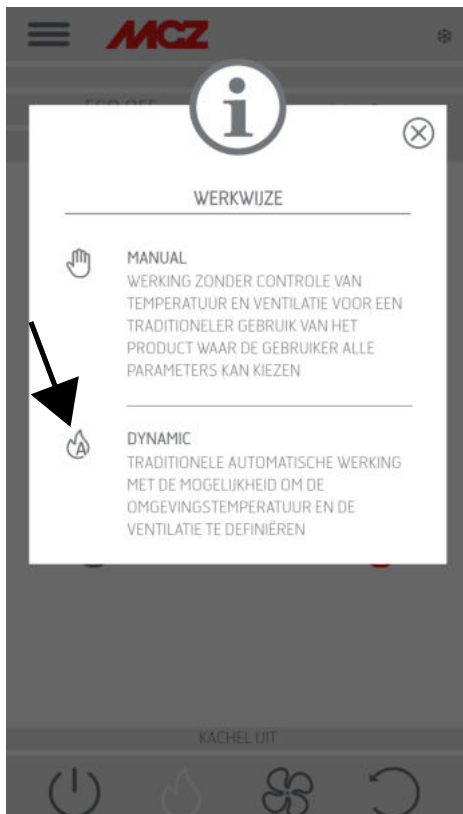 MCZ
ECO OFF
i
WERKWIJZE
MANUAL
WERKING ZONDER CONTROLE VAN
TEMPERATUUR EN VENTILATIE VOOR EEN
TRADITIONELER GEBRUIK VAN HET
PRODUCT WAAR DE GEBRUIKER ALLE
PARAMETERS KAN KIEZEN
A
DYNAMIC
TRADITIONELE AUTOMATISCHE WERKING
MET DE MOGELIJKHEID OM DE
OMGEVINGSTEMPERATUUR EN DE
VENTILATIE TE DEFINIËREN
KACHEL UIT